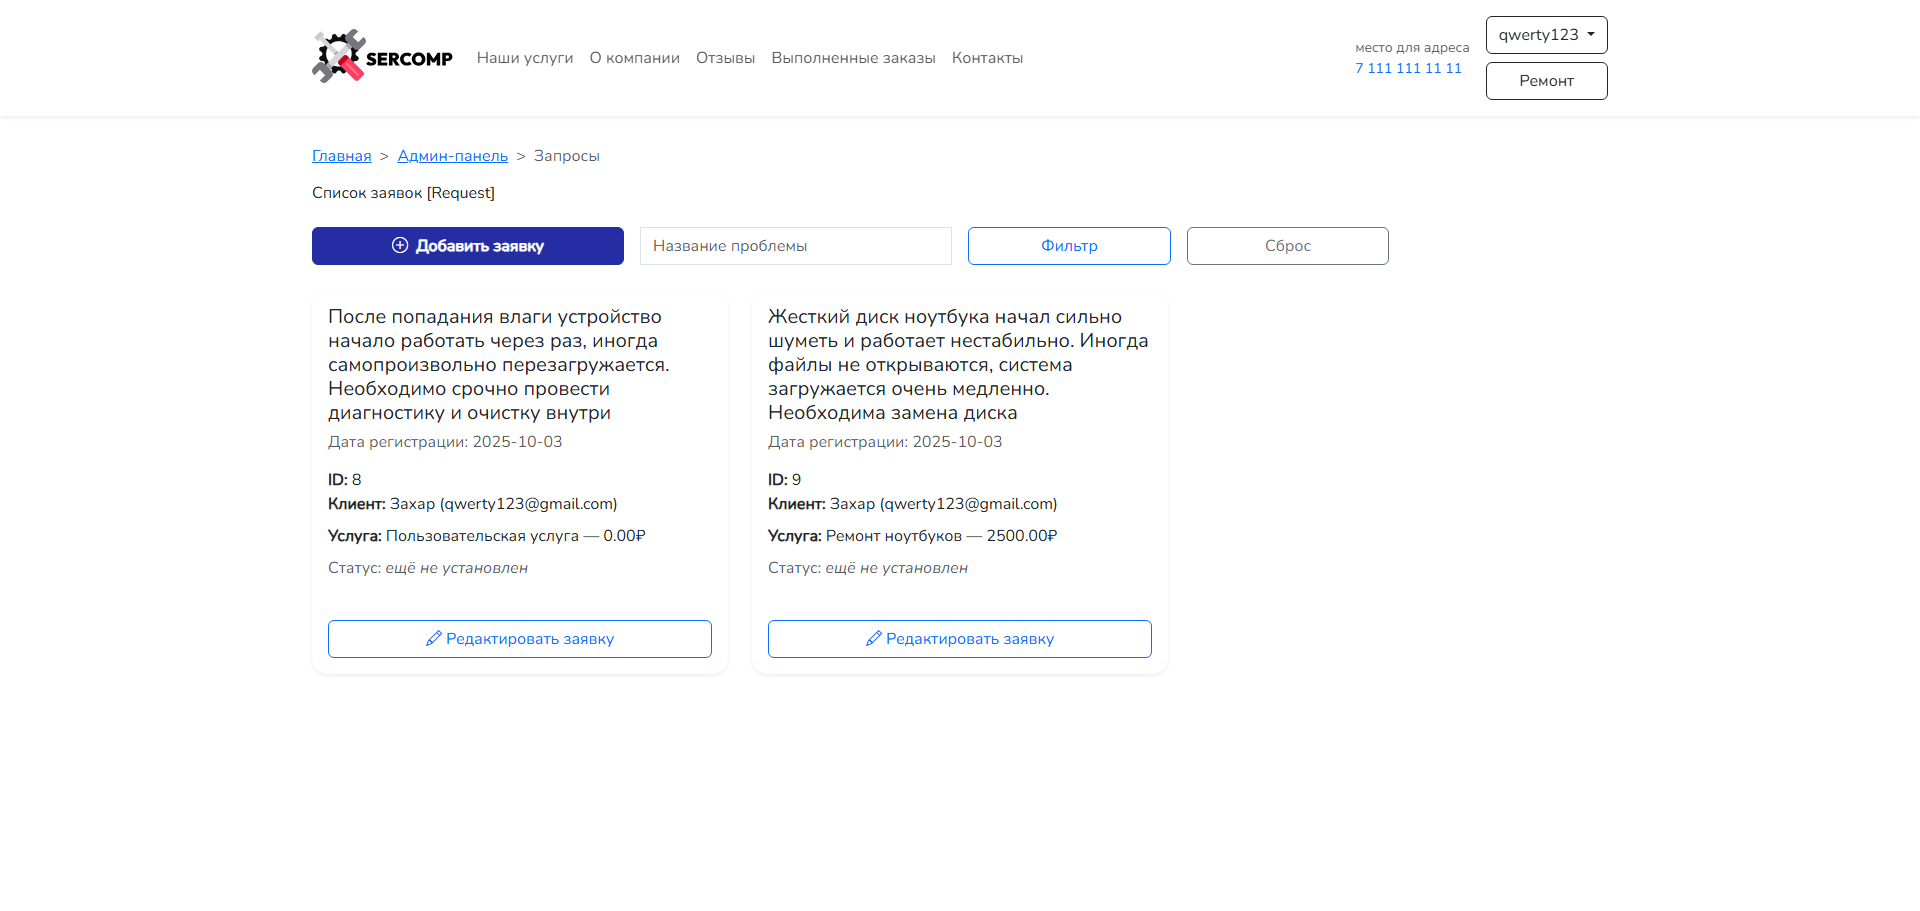 SERCOMP
Наши услуги О компании Отзывы Выполненные заказы Контакты
место для адреса
7 111 111 11 11
qwerty123
Ремонт
Главная > Админ-панель > Запросы
Список заявок [Request]
Добавить заявку Название проблемы Фильтр Сброс
После попадания влаги устройство
начало работать через раз, иногда
самопроизвольно перезагружается.
Необходимо срочно провести
диагностику и очистку внутри
Дата регистрации: 2025-10-03
ID: 8
Клиент: Захар (qwerty123@gmail.com)
Услуга: Пользовательская услуга — 0.00₽
Статус: ещё не установлен
Редактировать заявку
Жесткий диск ноутбука начал сильно
шуметь и работает нестабильно. Иногда
файлы не открываются, система
загружается очень медленно.
Необходима замена диска
Дата регистрации: 2025-10-03
ID: 9
Клиент: Захар (qwerty123@gmail.com)
Услуга: Ремонт ноутбуков — 2500.00₽
Статус: ещё не установлен
Редактировать заявку